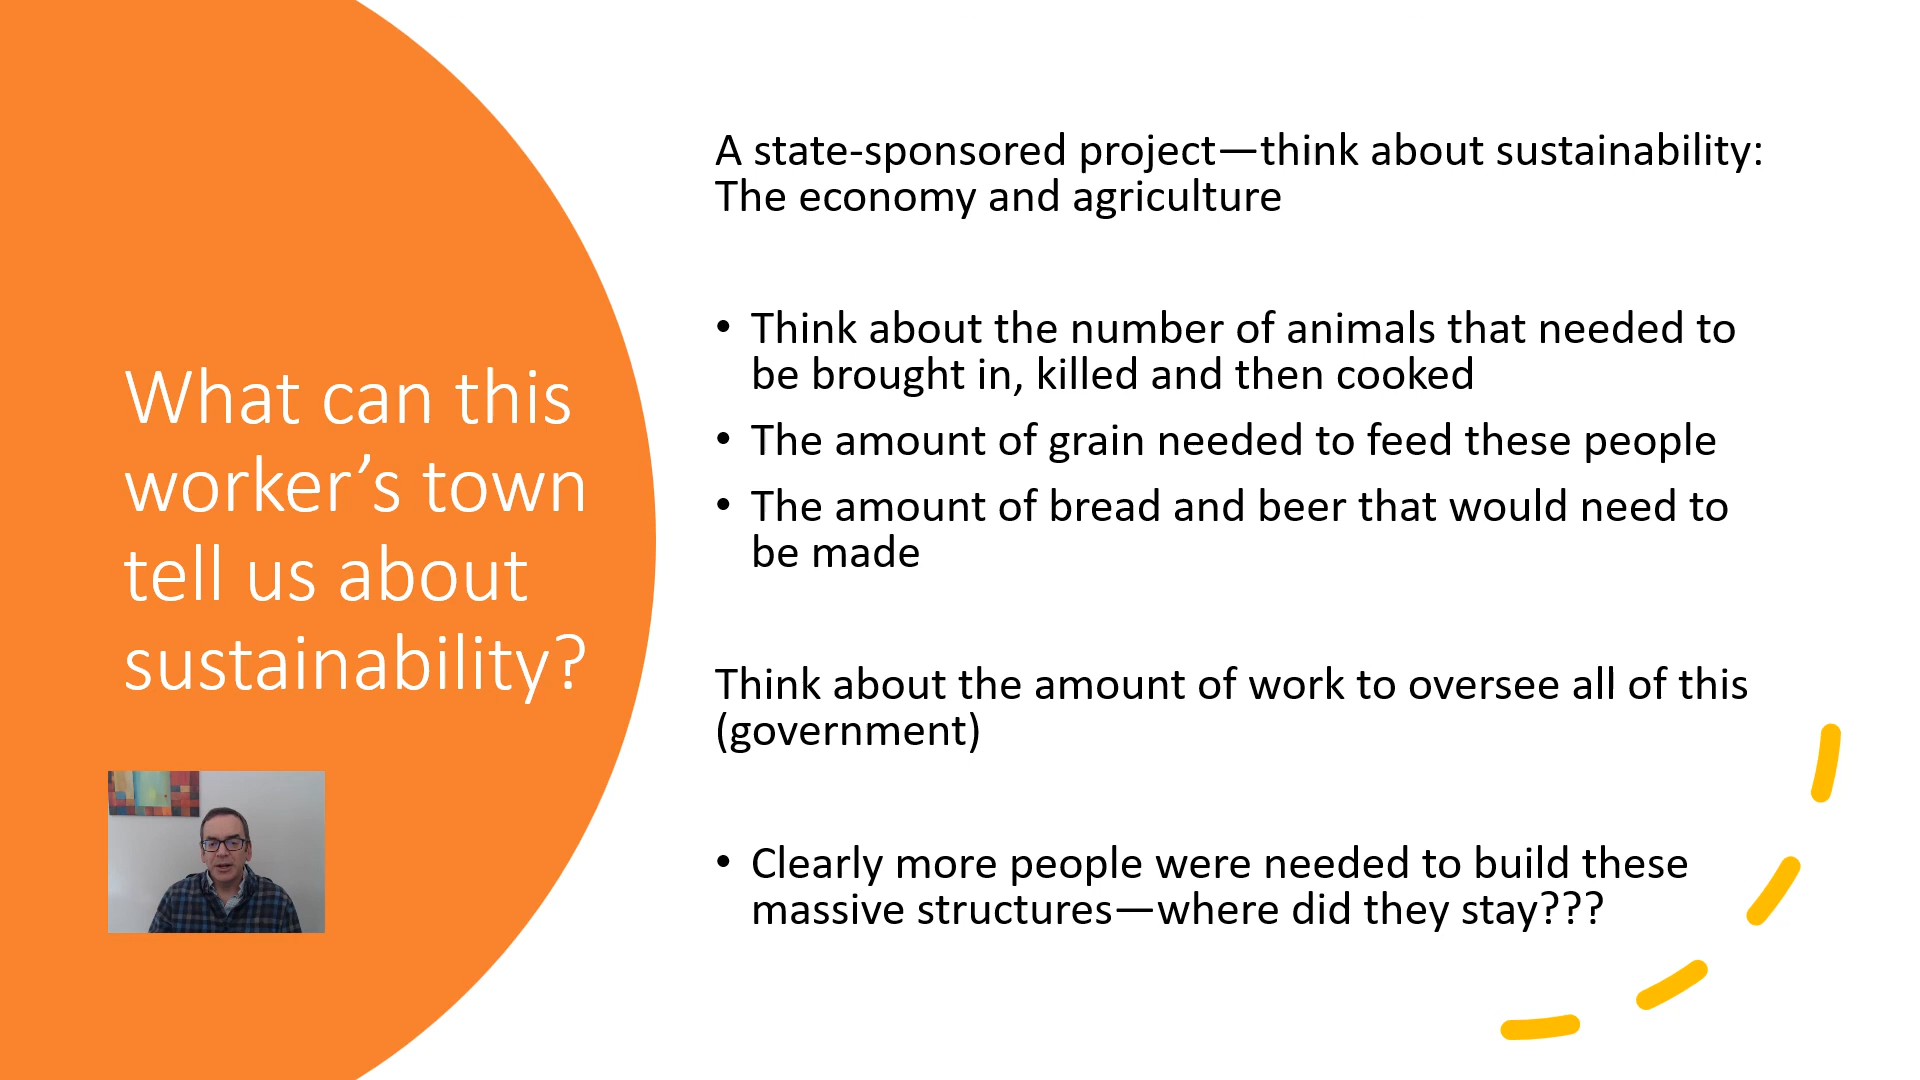 What can this
worker’s town
tell us about
sustainability?
A state-sponsored project—think about sustainability:
The economy and agriculture
• Think about the number of animals that needed to
be brought in, killed and then cooked
• The amount of grain needed to feed these people
• The amount of bread and beer that would need to
be made
Think about the amount of work to oversee all of this
(government)
• Clearly more people were needed to build these
massive structures—where did they stay???